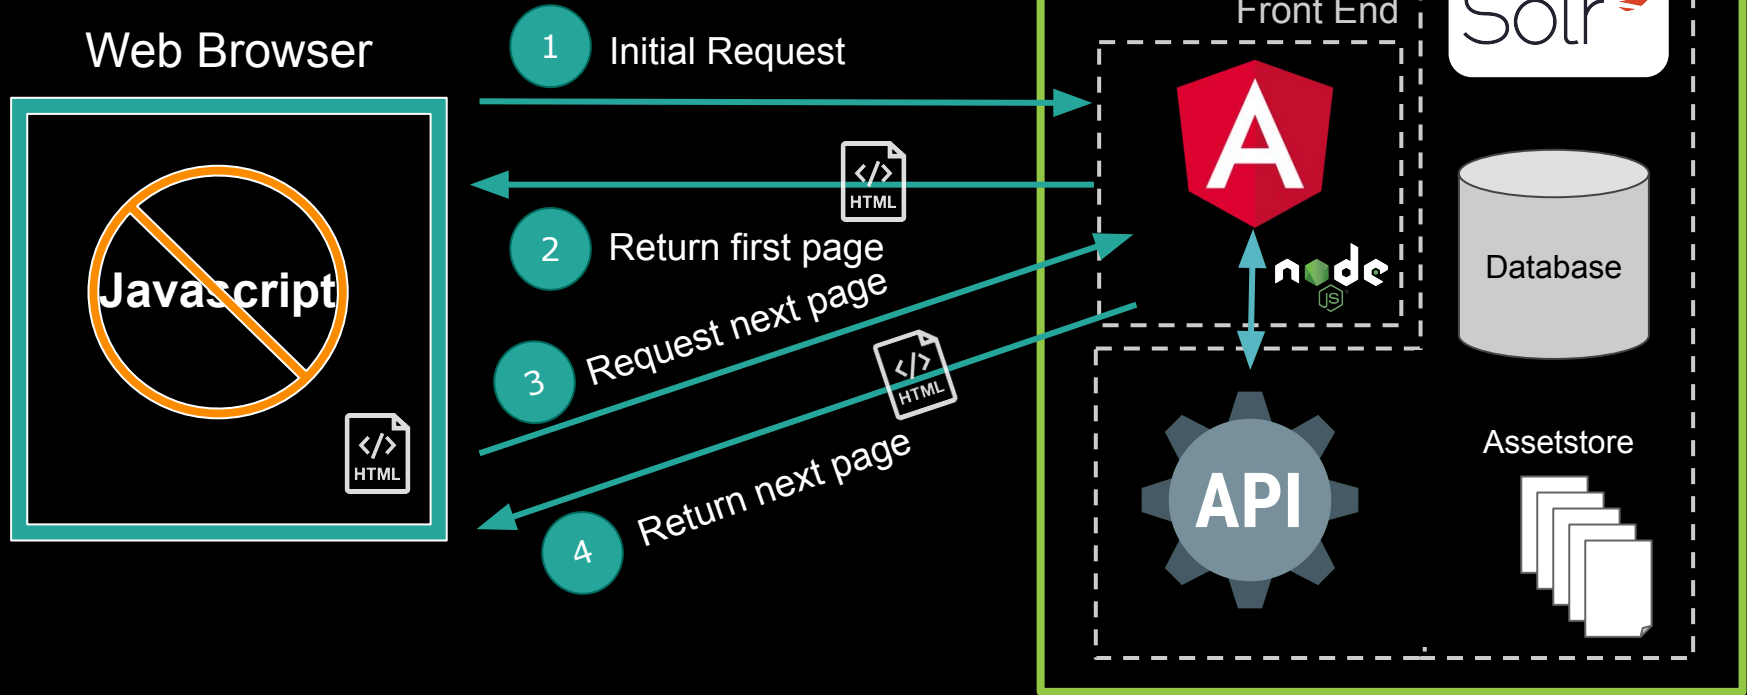 Web Browser
1
Initial Request
Front End
Solr
Javascript
</>
HTML
</>
HTML
2
Return first page
3
Request next page
</>
HTML
4
Return next page
A
node
JS
API
Database
Assetstore